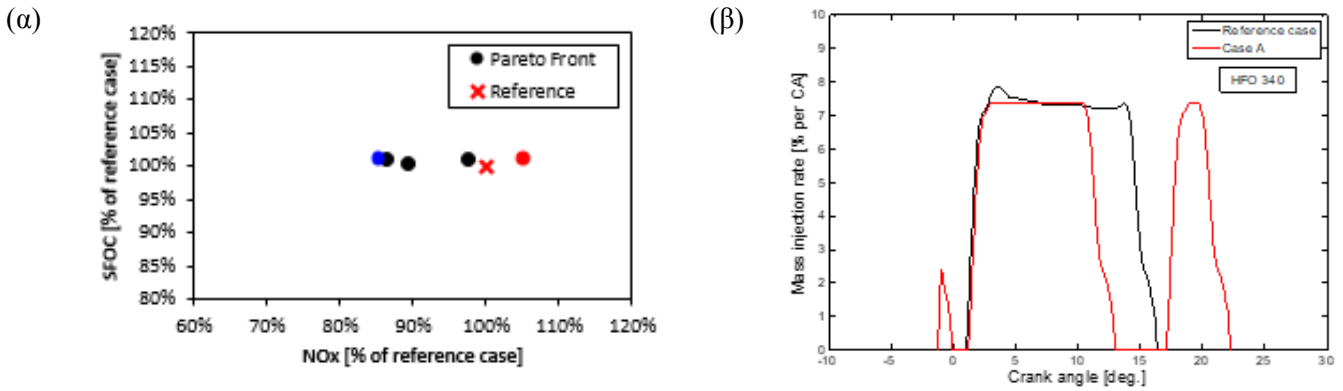 (α)
120%
115%
110%
105%
100%
95%
90%
85%
80%
SFOC [% of reference case]
Pareto Front
Reference
60% 70% 80% 90% 100% 110% 120%
NOx [% of reference case]
(β)
10
9
8
7
6
5
4
3
2
1
0
Mass injection rate [% per CA]
Reference case
Case A
HFO 340
-10 -5 0 5 10 15 20 25 30
Crank angle [deg.]